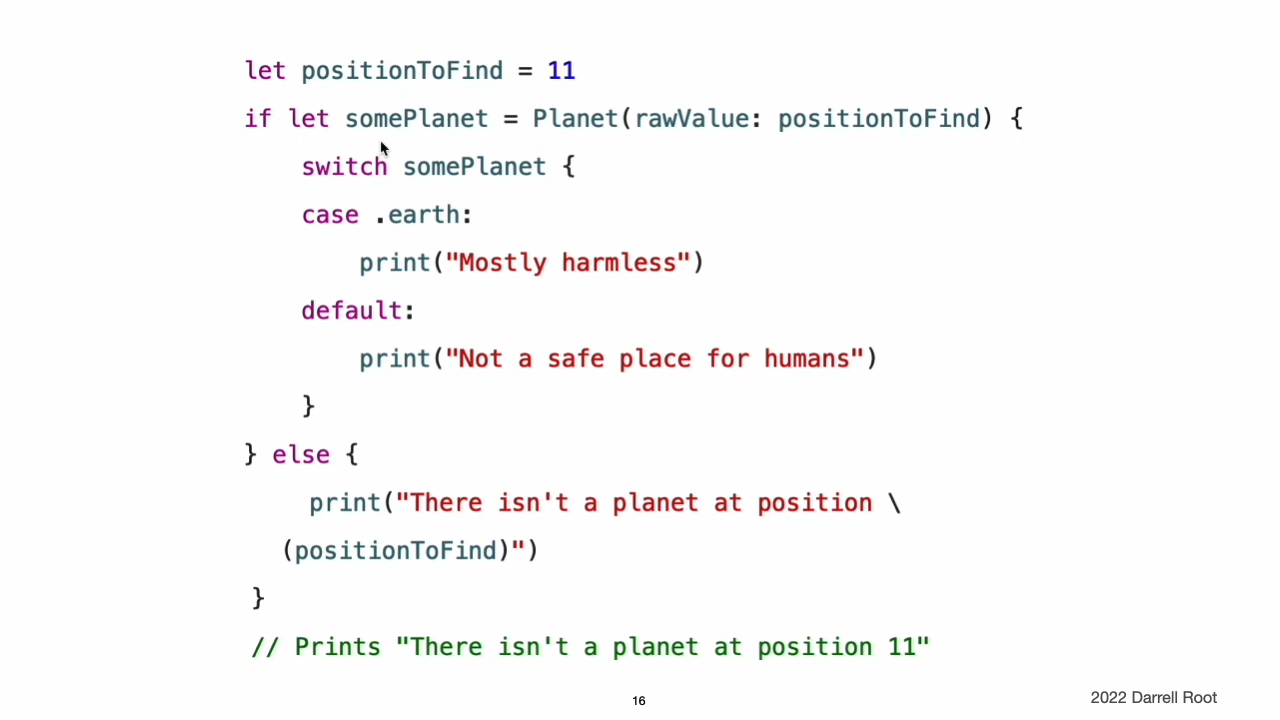 let positionToFind = 11
if let somePlanet = Planet(rawValue: positionToFind) {
    switch somePlanet {
    case .earth:
        print("Mostly harmless")
    default:
        print("Not a safe place for humans")
    }
} else {
    print("There isn't a planet at position \
(positionToFind)")
}
// Prints "There isn't a planet at position 11"
16
2022 Darrell Root